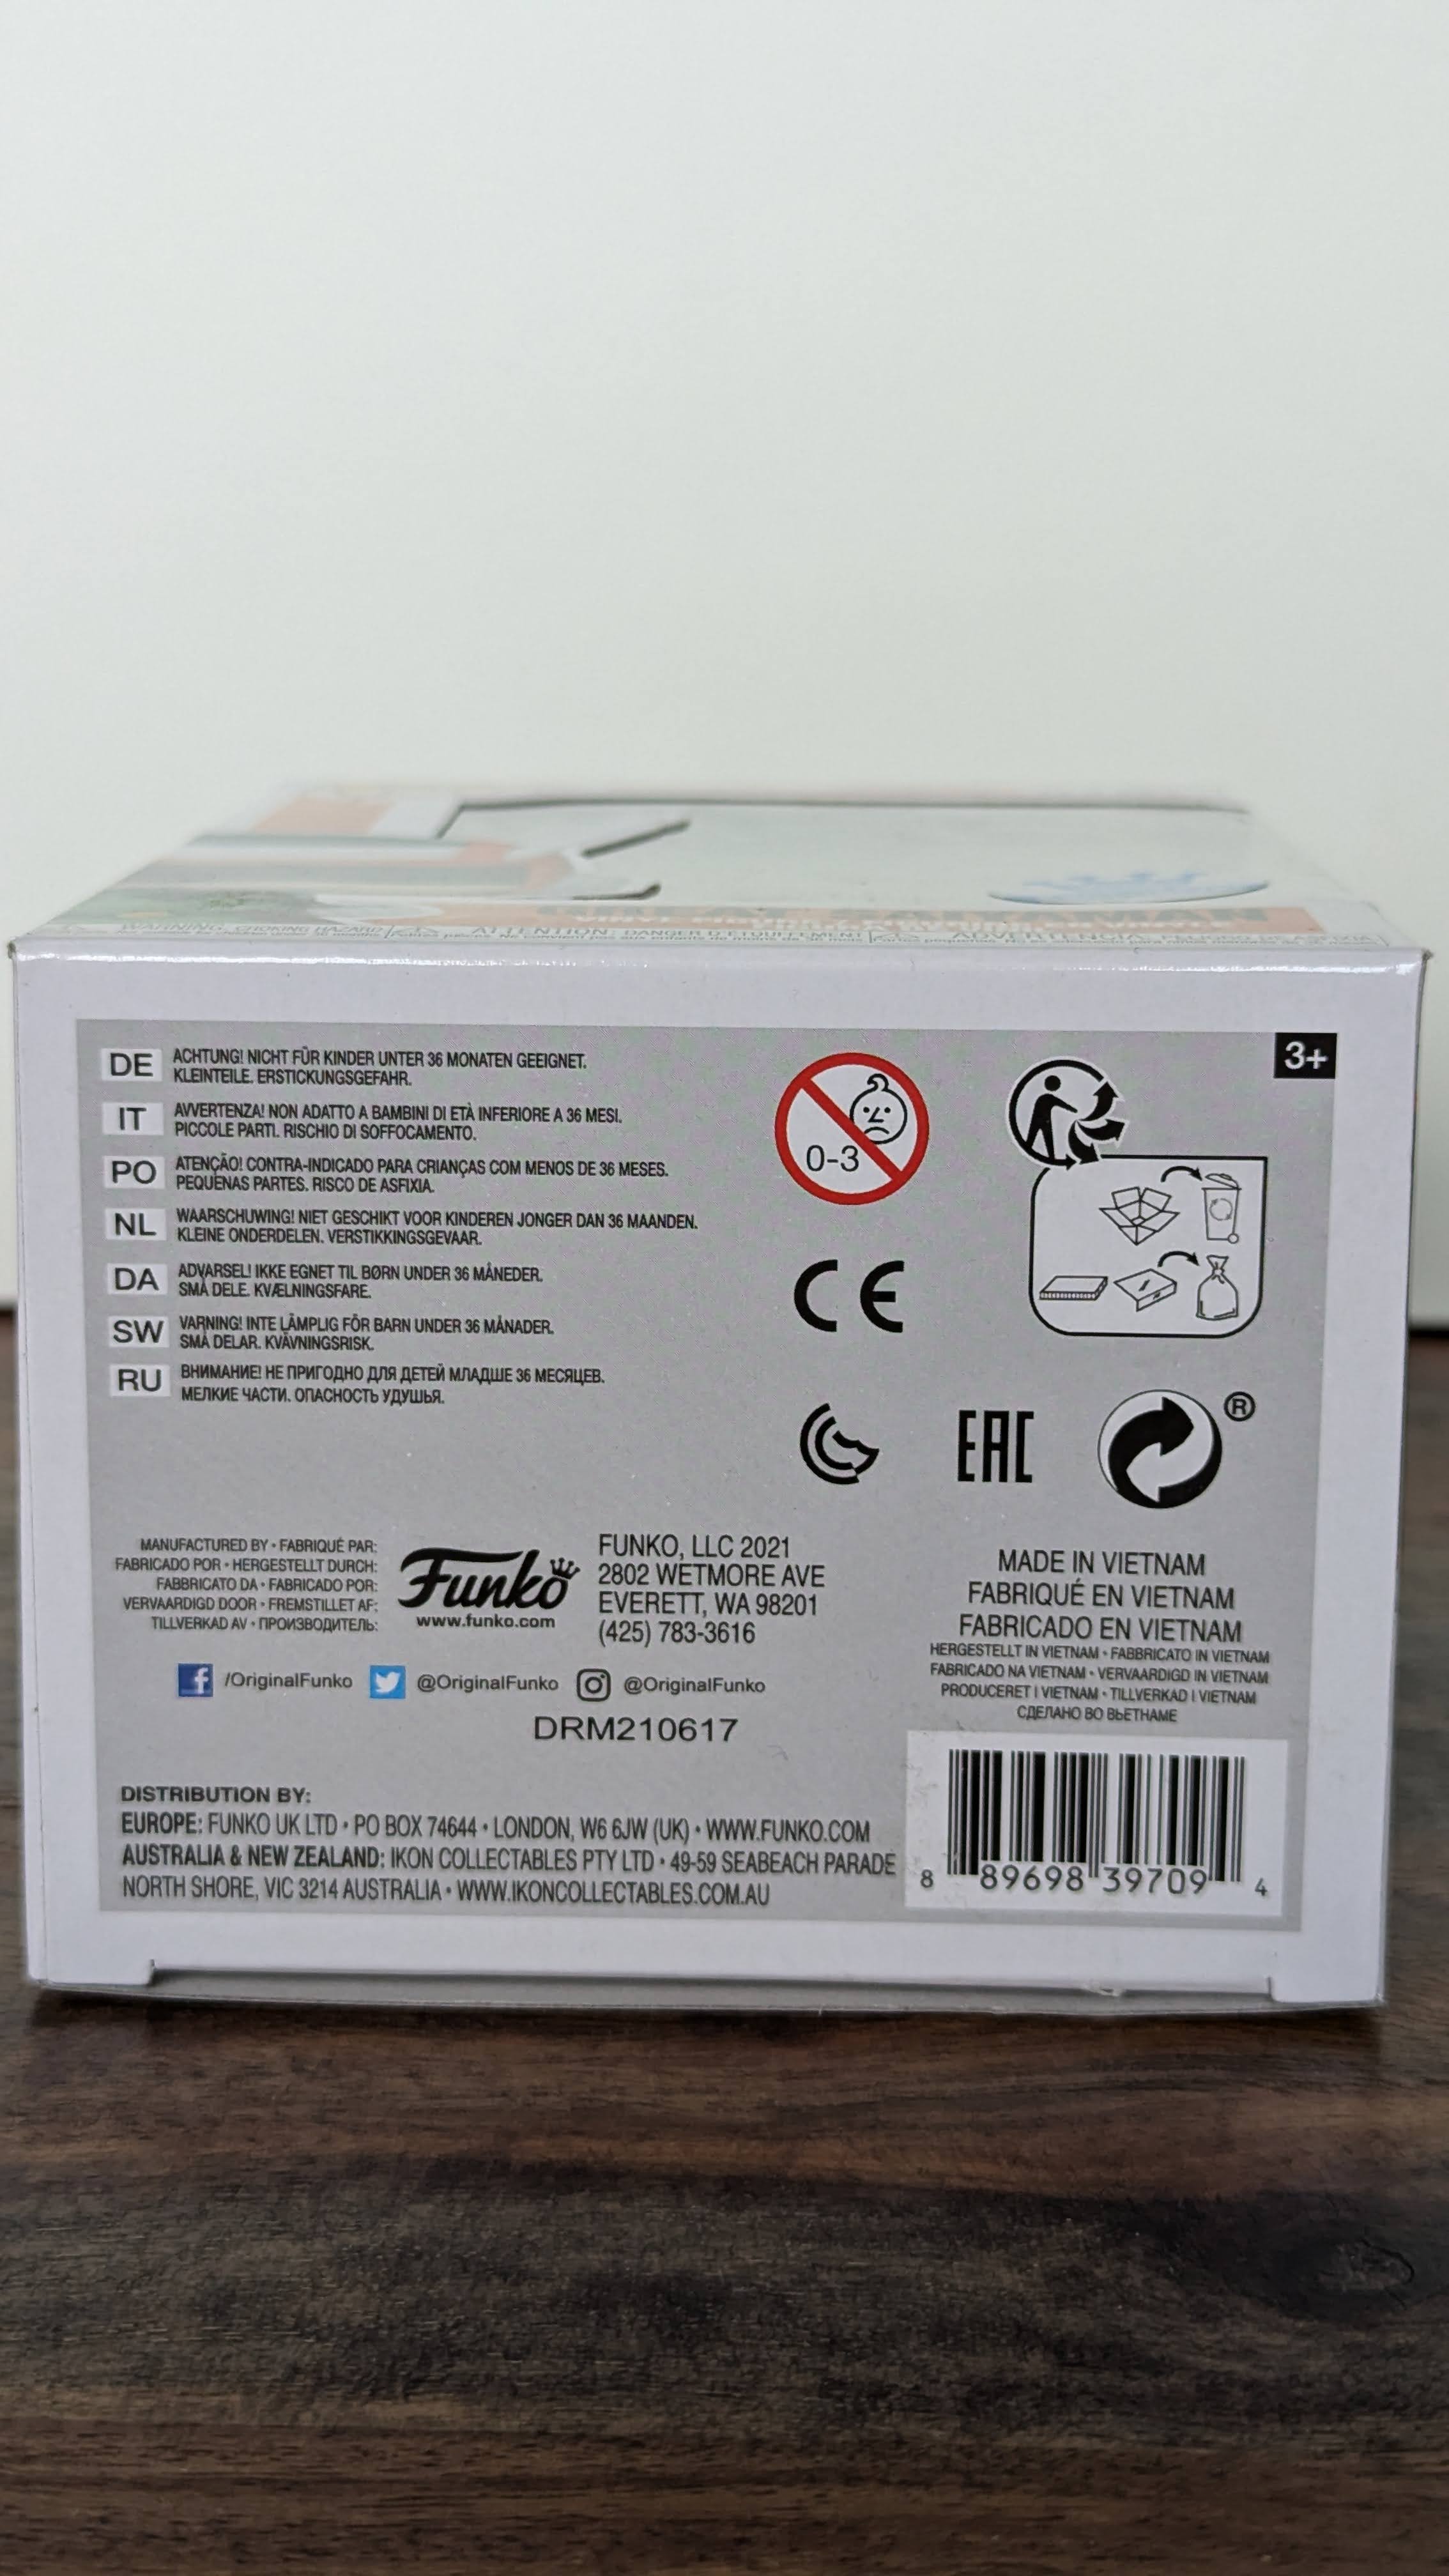 WARNING: CHOKING HAZARD
ATTENTION: DANGER D'ÉTOUFFEMENT
ADVERTENCIA
3+
DE ACHTUNG! NICHT FÜR KINDER UNTER 36 MONATEN GEEIGNET.
KLEINTEILE. ERSTICKUNGSGEFAHR.
IT AVVERTENZA! NON ADATTO A BAMBINI DI ETÀ INFERIORE A 36 MESI.
PICCOLE PARTI. RISCHIO DI SOFFOCAMENTO.
PO ATENÇÃO! CONTRA-INDICADO PARA CRIANÇAS COM MENOS DE 36 MESES.
PEQUENAS PARTES. RISCO DE ASFIXIA.
NL WAARSCHUWING! NIET GESCHIKT VOOR KINDEREN JONGER DAN 36 MAANDEN.
KLEINE ONDERDELEN. VERSTIKKINGSGEVAAR.
DA ADVARSEL! IKKE EGNET TIL BØRN UNDER 36 MÅNEDER.
SMÅ DELE. KVÆLNINGSFARE.
SW VARNING! INTE LÄMPLIG FÖR BARN UNDER 36 MÅNADER.
SMÅ DELAR. KVÄVNINGSRISK.
RU ВНИМАНИЕ! НЕ ПРИГОДНО ДЛЯ ДЕТЕЙ МЛАДШЕ 36 МЕСЯЦЕВ.
МЕЛКИЕ ЧАСТИ. ОПАСНОСТЬ УДУШЬЯ.
0-3
CE
EAC
®
MANUFACTURED BY • FABRIQUÉ PAR:
FABRICADO POR • HERGESTELLT DURCH:
FABBRICATO DA • FABRICADO POR:
VERVAARDIGD DOOR • FREMSTILLET AF:
TILLVERKAD AV • ПРОИЗВОДИТЕЛЬ:
Funko
www.funko.com
FUNKO, LLC 2021
2802 WETMORE AVE
EVERETT, WA 98201
(425) 783-3616
MADE IN VIETNAM
FABRIQUÉ EN VIETNAM
FABRICADO EN VIETNAM
HERGESTELLT IN VIETNAM • FABBRICATO IN VIETNAM
FABRICADO NA VIETNAM • VERVAARDIGD IN VIETNAM
PRODUCERET I VIETNAM • TILLVERKAD I VIETNAM
СДЕЛАНО ВО ВЬЕТНАМЕ
/OriginalFunko @OriginalFunko @OriginalFunko
DRM210617
DISTRIBUTION BY:
EUROPE: FUNKO UK LTD • PO BOX 74644 • LONDON, W6 6JW (UK) • WWW.FUNKO.COM
AUSTRALIA & NEW ZEALAND: IKON COLLECTABLES PTY LTD • 49-59 SEABEACH PARADE
NORTH SHORE, VIC 3214 AUSTRALIA • WWW.IKONCOLLECTABLES.COM.AU
8 89698 39709 4